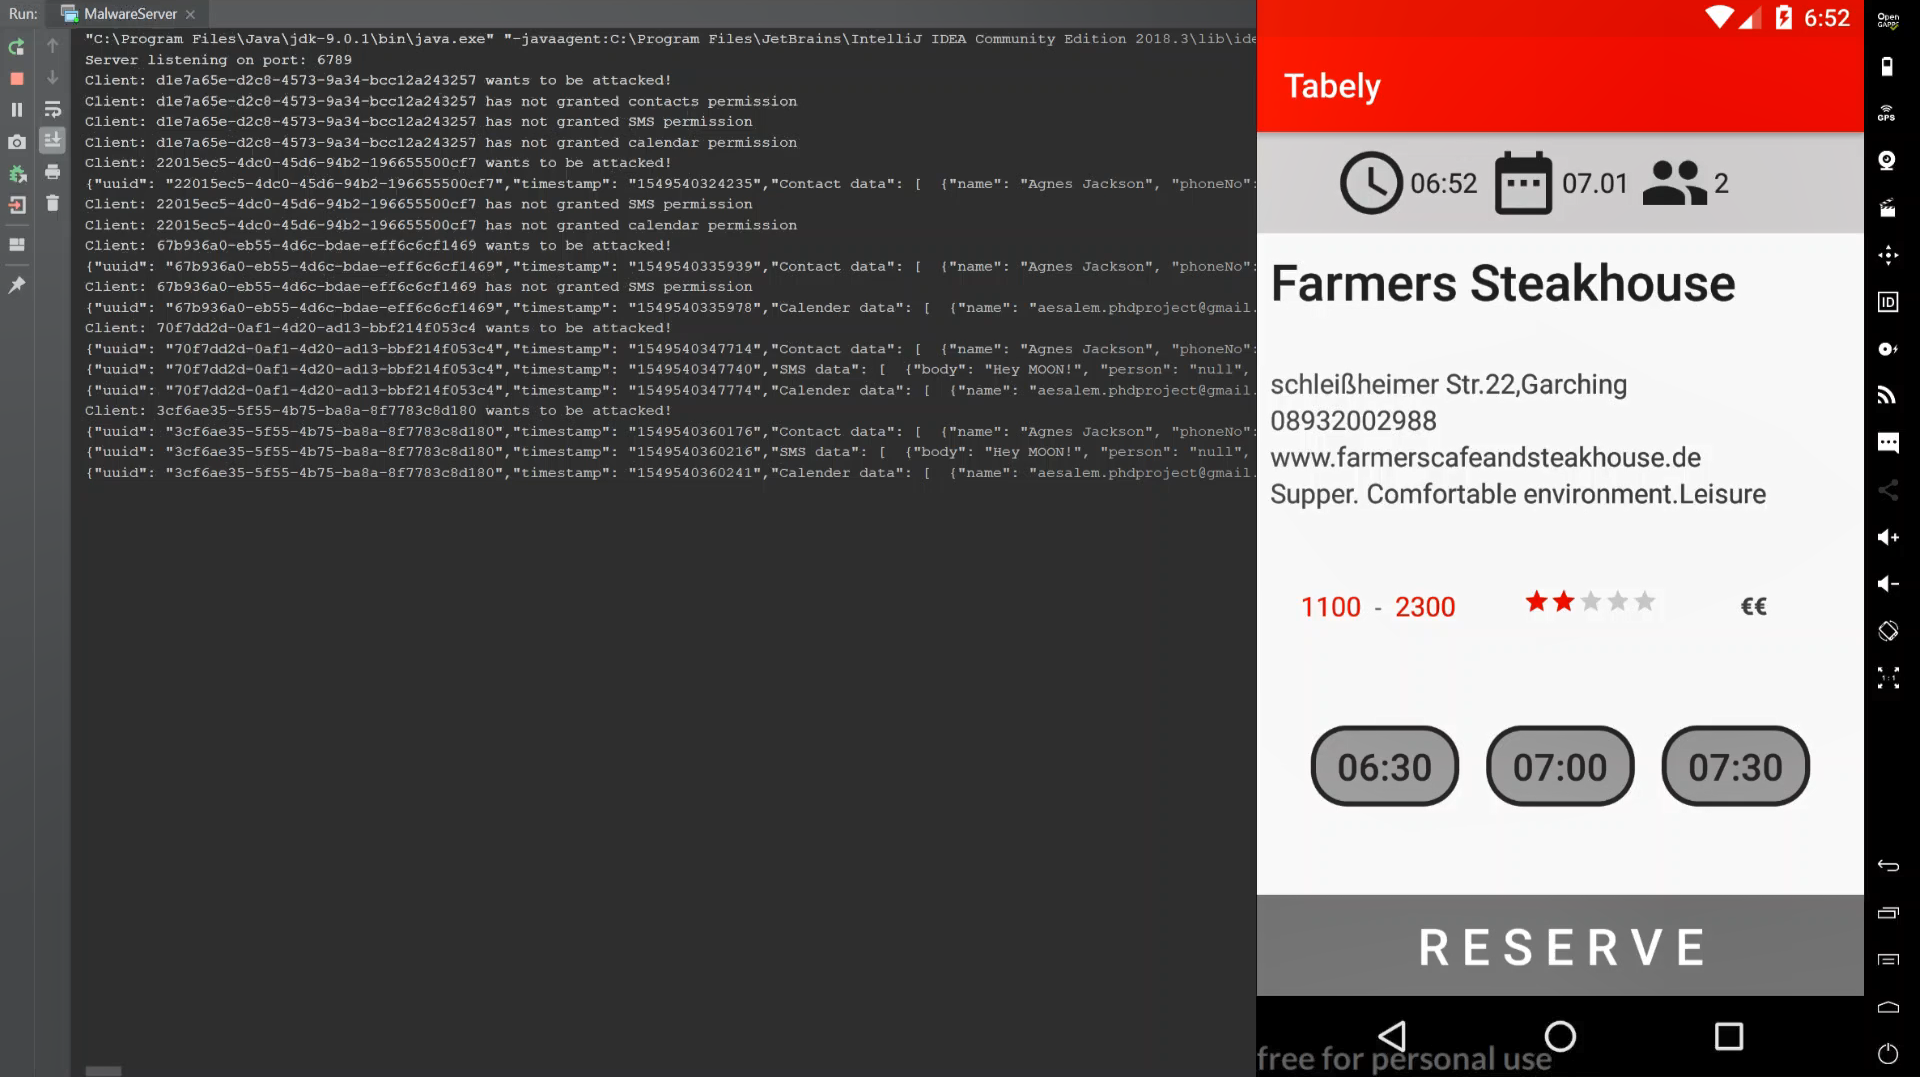 Run: MalwareServer
"C:\Program Files\Java\jdk-9.0.1\bin\java.exe" "-javaagent:C:\Program Files\JetBrains\IntelliJ IDEA Community Edition 2018.3\lib\ide
Server listening on port: 6789
Client: d1e7a65e-d2c8-4573-9a34-bcc12a243257 wants to be attacked!
Client: d1e7a65e-d2c8-4573-9a34-bcc12a243257 has not granted contacts permission
Client: d1e7a65e-d2c8-4573-9a34-bcc12a243257 has not granted SMS permission
Client: d1e7a65e-d2c8-4573-9a34-bcc12a243257 has not granted calendar permission
Client: 22015ec5-4dc0-45d6-94b2-196655500cf7 wants to be attacked!
{"uuid": "22015ec5-4dc0-45d6-94b2-196655500cf7","timestamp": "1549540324235","Contact data": [ {"name": "Agnes Jackson", "phoneNo":
Client: 22015ec5-4dc0-45d6-94b2-196655500cf7 has not granted SMS permission
Client: 22015ec5-4dc0-45d6-94b2-196655500cf7 has not granted calendar permission
Client: 67b936a0-eb55-4d6c-bdae-eff6c6cf1469 wants to be attacked!
{"uuid": "67b936a0-eb55-4d6c-bdae-eff6c6cf1469","timestamp": "1549540335939","Contact data": [ {"name": "Agnes Jackson", "phoneNo":
Client: 67b936a0-eb55-4d6c-bdae-eff6c6cf1469 has not granted SMS permission
{"uuid": "67b936a0-eb55-4d6c-bdae-eff6c6cf1469","timestamp": "1549540335978","Calender data": [ {"name": "aesalem.phdproject@gmail.
Client: 70f7dd2d-0af1-4d20-ad13-bbf214f053c4 wants to be attacked!
{"uuid": "70f7dd2d-0af1-4d20-ad13-bbf214f053c4","timestamp": "1549540347714","Contact data": [ {"name": "Agnes Jackson", "phoneNo":
{"uuid": "70f7dd2d-0af1-4d20-ad13-bbf214f053c4","timestamp": "1549540347740","SMS data": [ {"body": "Hey MOON!", "person": "null",
{"uuid": "70f7dd2d-0af1-4d20-ad13-bbf214f053c4","timestamp": "1549540347774","Calender data": [ {"name": "aesalem.phdproject@gmail.
Client: 3cf6ae35-5f55-4b75-ba8a-8f7783c8d180 wants to be attacked!
{"uuid": "3cf6ae35-5f55-4b75-ba8a-8f7783c8d180","timestamp": "1549540360176","Contact data": [ {"name": "Agnes Jackson", "phoneNo":
{"uuid": "3cf6ae35-5f55-4b75-ba8a-8f7783c8d180","timestamp": "1549540360216","SMS data": [ {"body": "Hey MOON!", "person": "null",
{"uuid": "3cf6ae35-5f55-4b75-ba8a-8f7783c8d180","timestamp": "1549540360241","Calender data": [ {"name": "aesalem.phdproject@gmail.
6:52
Tabely
06:52 07.01 2
Farmers Steakhouse
schleißheimer Str.22,Garching
08932002988
www.farmerscafeandsteakhouse.de
Supper. Comfortable environment.Leisure
1100 - 2300 €€
06:30 07:00 07:30
RESERVE
free for personal use
Open
GAPPS
GPS
ID
1:1